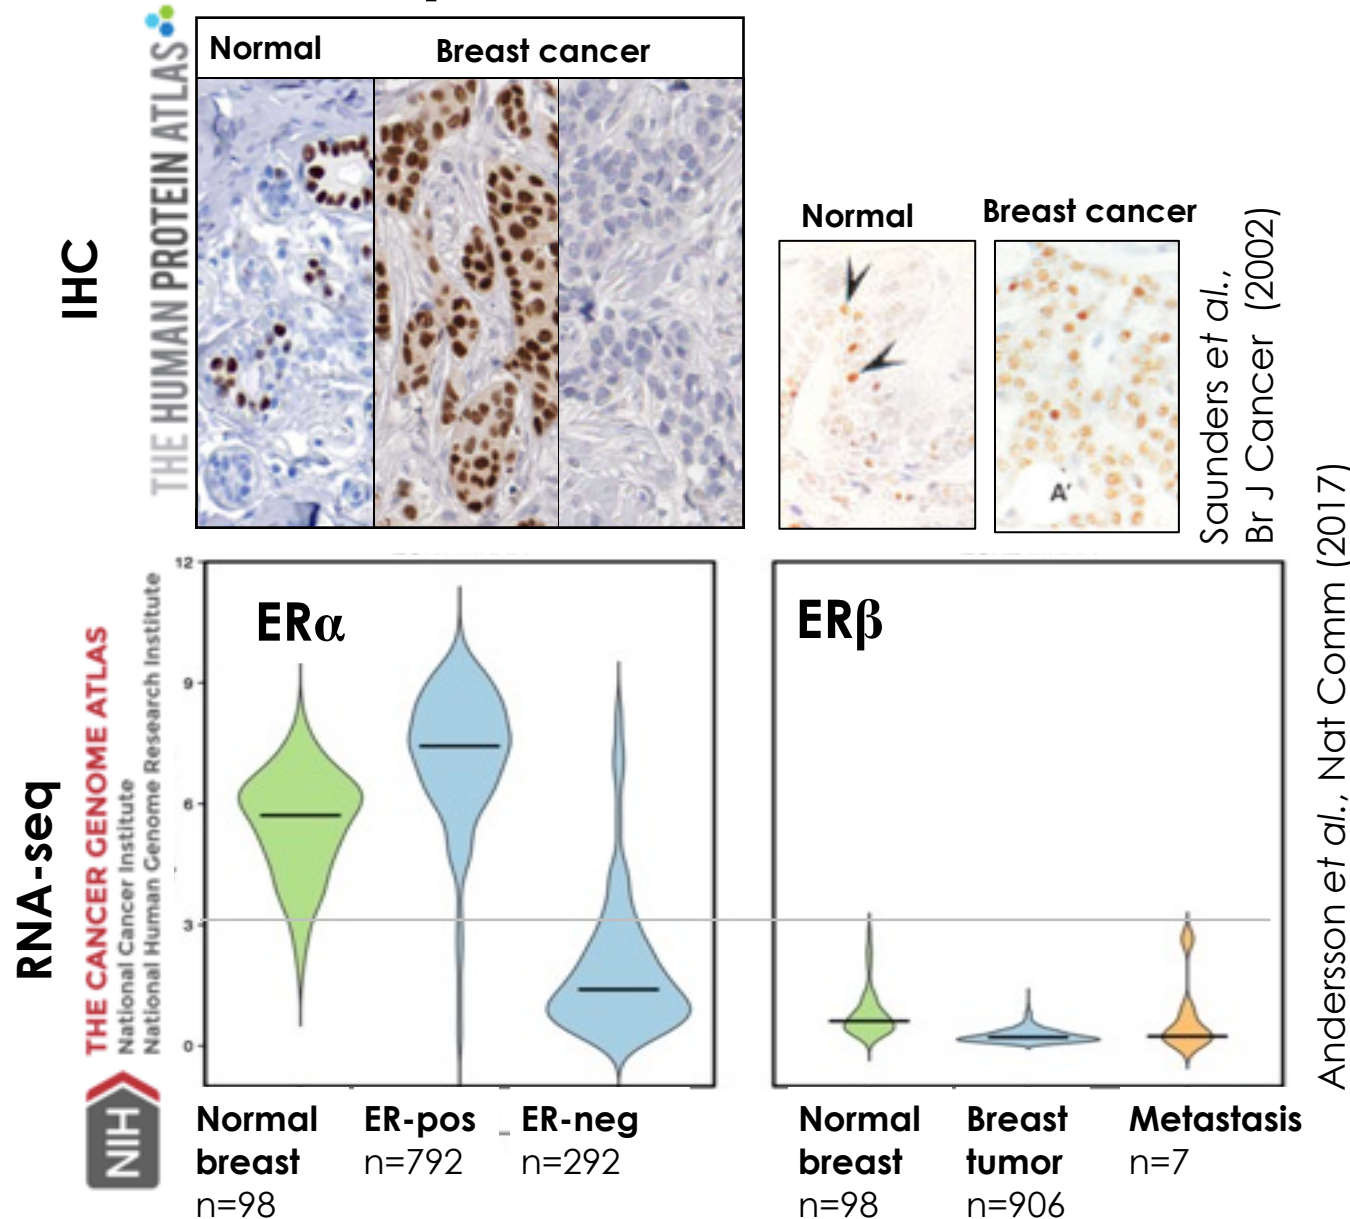 IHC
THE HUMAN PROTEIN ATLAS
Normal
Breast cancer
Normal
Breast cancer
A'
Saunders et al.,
Br J Cancer (2002)
RNA-seq
THE CANCER GENOME ATLAS
National Cancer Institute
National Human Genome Research Institute
NIH
12
9
6
3
0
ERα
ERβ
Normal
breast
n=98
ER-pos
n=792
ER-neg
n=292
Normal
breast
n=98
Breast
tumor
n=906
Metastasis
n=7
Andersson et al., Nat Comm (2017)